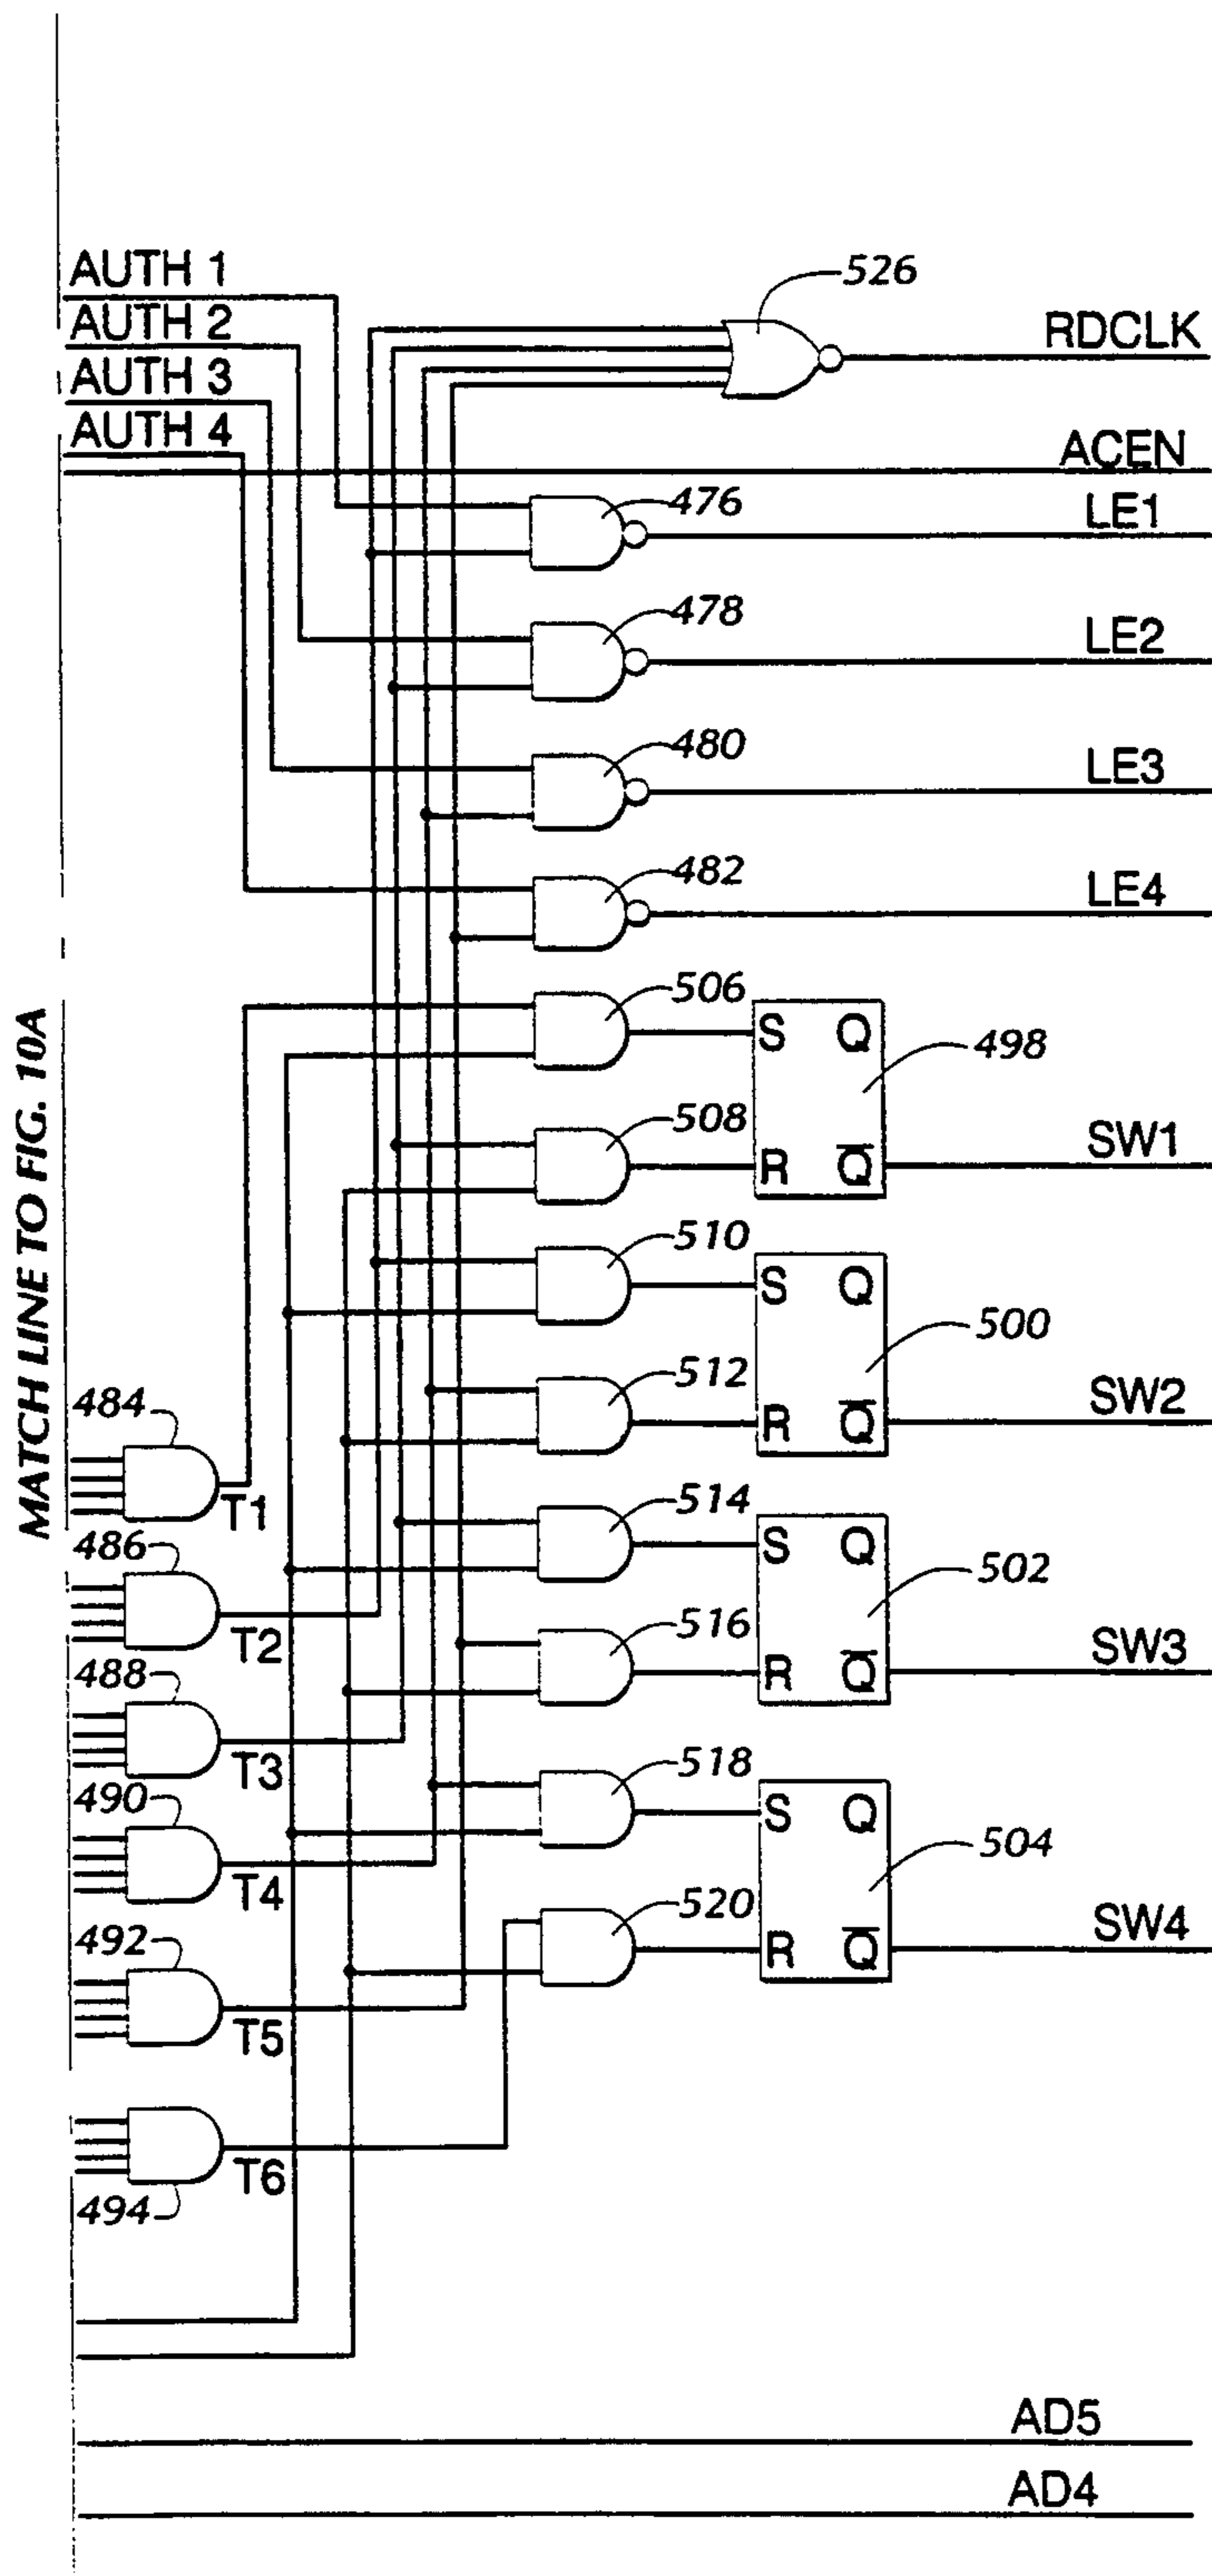 AUTH 1
526
AUTH 2
RDCLK
AUTH 3
AUTH 4
ACEN
476
LE1
478
LE2
480
LE3
482
LE4
506
S Q
498
508
R Q̅
SW1
510
S Q
500
512
R Q̅
SW2
MATCH LINE TO FIG. 10A
484
T1
514
S Q
502
486
T2
516
R Q̅
SW3
488
T3
518
S Q
504
490
T4
520
R Q̅
SW4
492
T5
T6
494
AD5
AD4